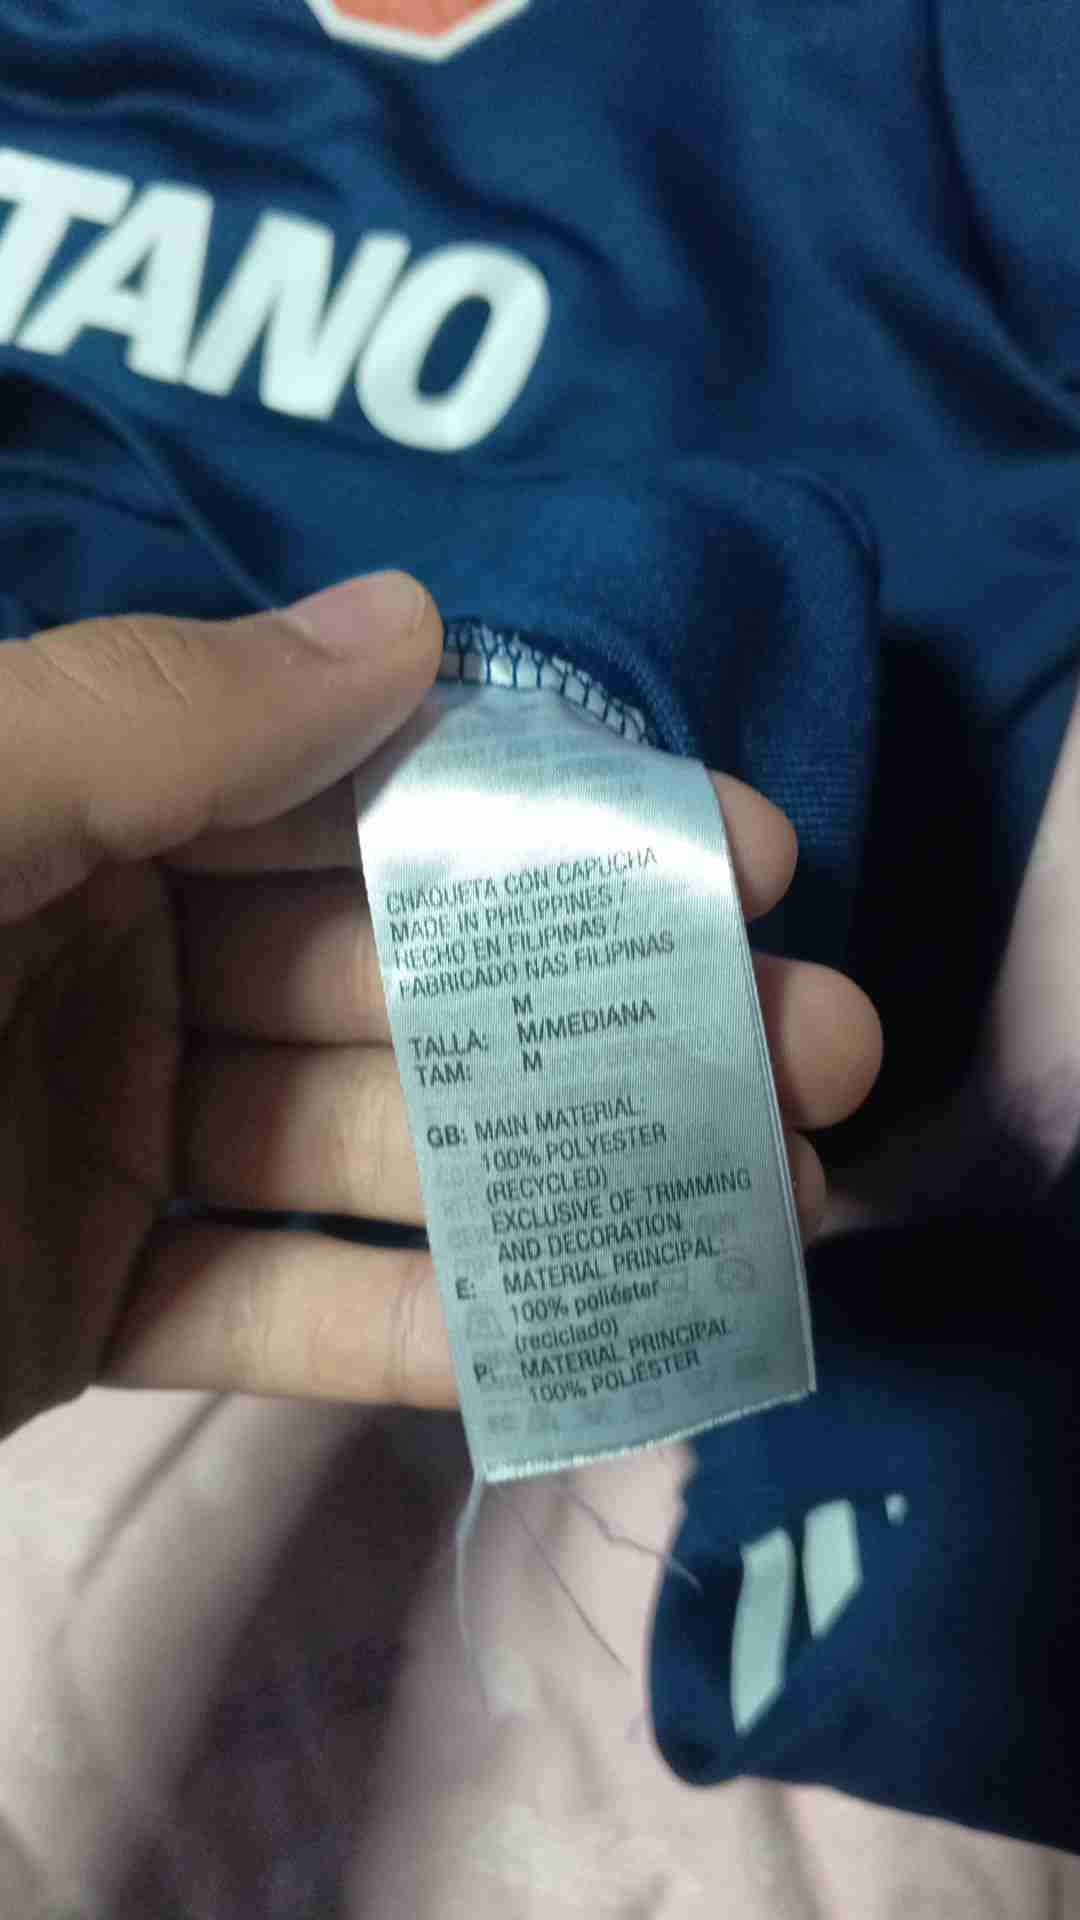 TANO
CHAQUETA CON CAPUCHA
MADE IN PHILIPPINES /
HECHO EN FILIPINAS /
FABRICADO NAS FILIPINAS
M
TALLA: M/MEDIANA
TAM: M
GB: MAIN MATERIAL:
100% POLYESTER
(RECYCLED)
EXCLUSIVE OF TRIMMING
AND DECORATION
E: MATERIAL PRINCIPAL:
100% poliéster
(reciclado)
P: MATERIAL PRINCIPAL
100% POLIÉSTER